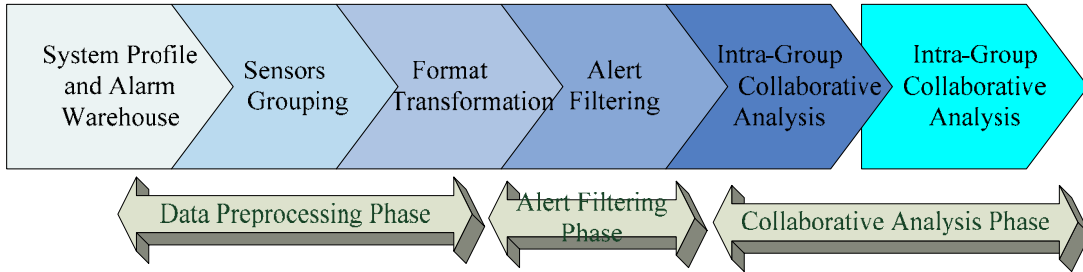 System Profile
and Alarm
Warehouse
Sensors
Grouping
Format
Transformation
Alert
Filtering
Intra-Group
Collaborative
Analysis
Intra-Group
Collaborative
Analysis
Data Preprocessing Phase
Alert Filtering
Phase
Collaborative Analysis Phase